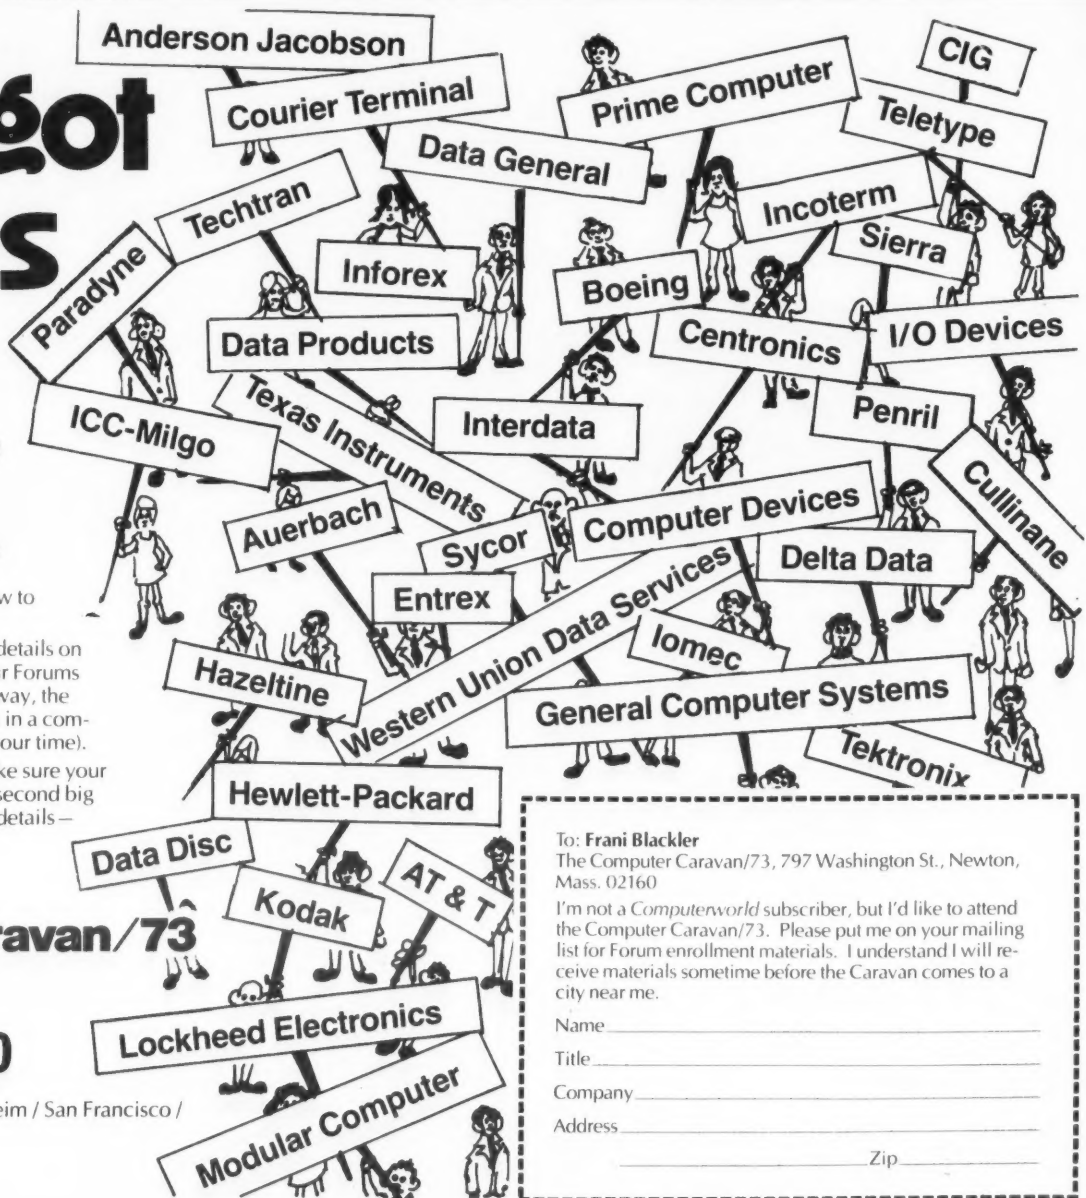 Anderson Jacobson
CIG
got
Courier Terminal
Prime Computer
Teletype
Data General
s
Techtran
Incoterm
Sierra
Paradyne
Inforex
Boeing
I/O Devices
Data Products
Centronics
Texas Instruments
Penril
ICC-Milgo
Interdata
Cullinane
Auerbach
Sycor
Computer Devices
Delta Data
Entrex
Western Union Data Services
Iomec
Hazeltine
General Computer Systems
Tektronix
w to
details on
r Forums
way, the
in a com-
our time).
ke sure your
second big
details—
Hewlett-Packard
Data Disc
Kodak
AT & T
ravan/73
Lockheed Electronics
Modular Computer
eim / San Francisco /
To: Frani Blackler
The Computer Caravan/73, 797 Washington St., Newton,
Mass. 02160
I'm not a Computerworld subscriber, but I'd like to attend
the Computer Caravan/73. Please put me on your mailing
list for Forum enrollment materials. I understand I will re-
ceive materials sometime before the Caravan comes to a
city near me.
Name
Title
Company
Address
Zip